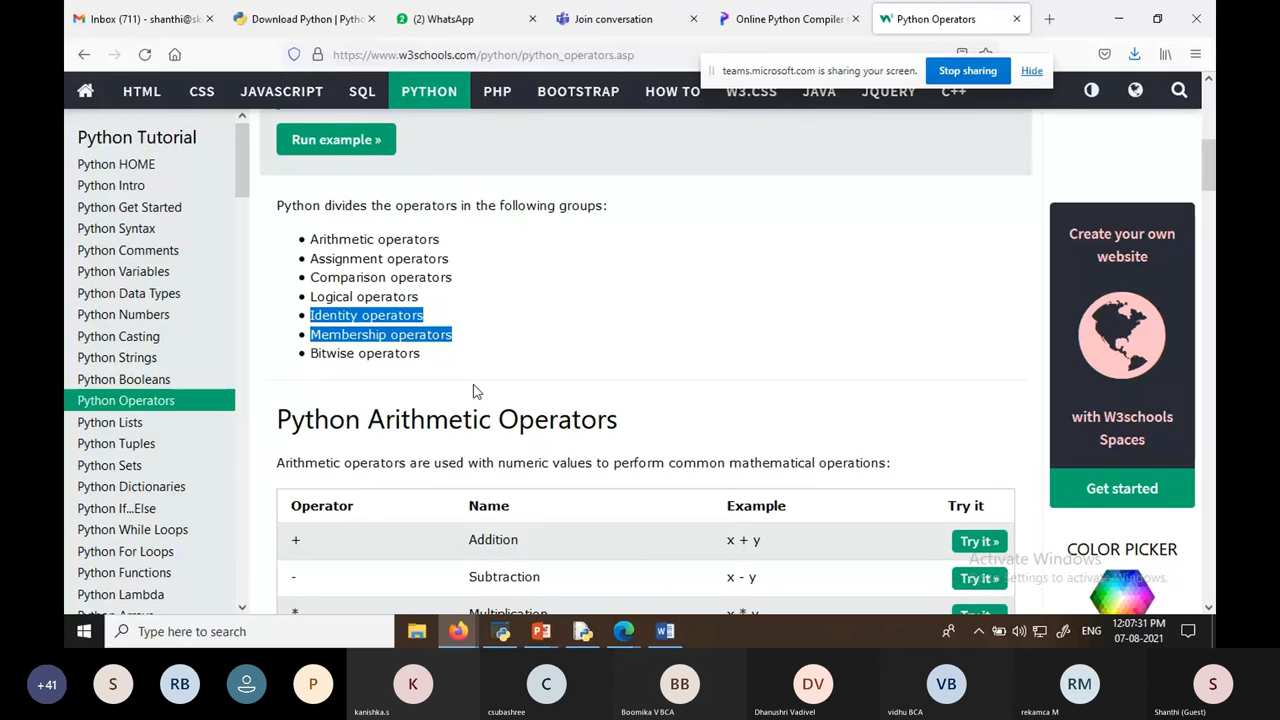 Inbox (711) - shanthi@sk
Download Python | Pytho
(2) WhatsApp
Join conversation
Online Python Compiler
Python Operators
https://www.w3schools.com/python/python_operators.asp
teams.microsoft.com is sharing your screen.
Stop sharing
Hide
HTML
CSS
JAVASCRIPT
SQL
PYTHON
PHP
BOOTSTRAP
HOW TO
W3.CSS
JAVA
JQUERY
C++
Python Tutorial
Python HOME
Python Intro
Python Get Started
Python Syntax
Python Comments
Python Variables
Python Data Types
Python Numbers
Python Casting
Python Strings
Python Booleans
Python Operators
Python Lists
Python Tuples
Python Sets
Python Dictionaries
Python If...Else
Python While Loops
Python For Loops
Python Functions
Python Lambda
Python Arrays
Run example »
Python divides the operators in the following groups:
• Arithmetic operators
• Assignment operators
• Comparison operators
• Logical operators
• Identity operators
• Membership operators
• Bitwise operators
Python Arithmetic Operators
Arithmetic operators are used with numeric values to perform common mathematical operations:
Operator Name Example Try it
+ Addition x + y Try it »
- Subtraction x - y Try it »
* Multiplication x * y
Create your own
website
with W3schools
Spaces
Get started
COLOR PICKER
Activate Windows
Settings to activate Windows.
Type here to search
ENG
12:07:31 PM
07-08-2021
+41
S
RB
P
K
kanishka.s
C
csubashree
BB
Boomika V BCA
DV
Dhanushri Vadivel
VB
vidhu BCA
RM
rekamca M
S
Shanthi (Guest)